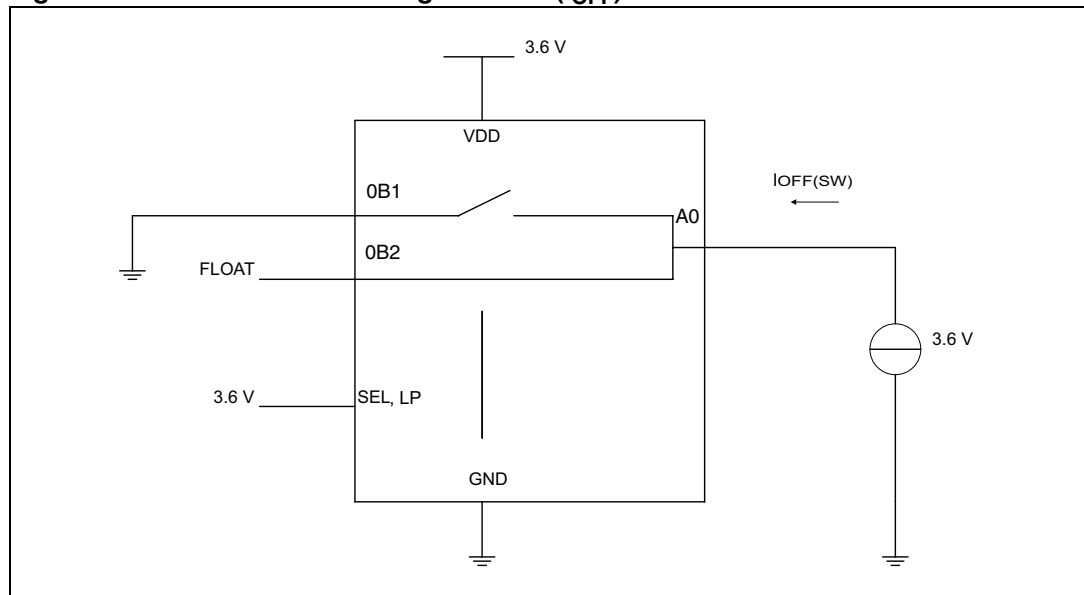 3.6 V
VDD
0B1
IOFF(SW)
A0
0B2
FLOAT
3.6 V
3.6 V
SEL, LP
GND